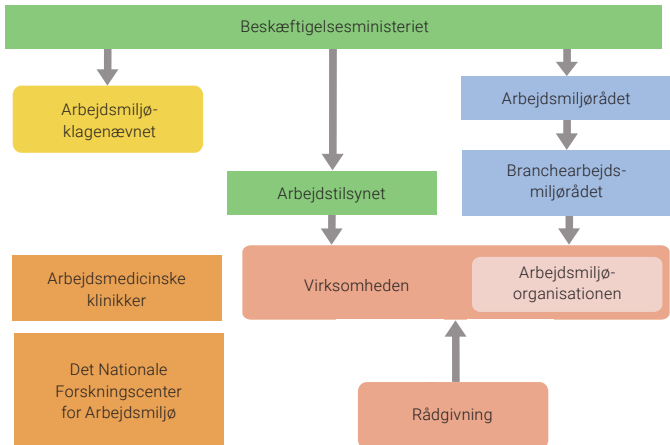 Beskæftigelsesministeriet
Arbejdsmiljø-
klagenævnet
Arbejdsmiljørådet
Branchearbejds-
miljørådet
Arbejdstilsynet
Arbejdsmedicinske
klinikker
Virksomheden
Arbejdsmiljø-
organisationen
Det Nationale
Forskningscenter
for Arbejdsmiljø
Rådgivning